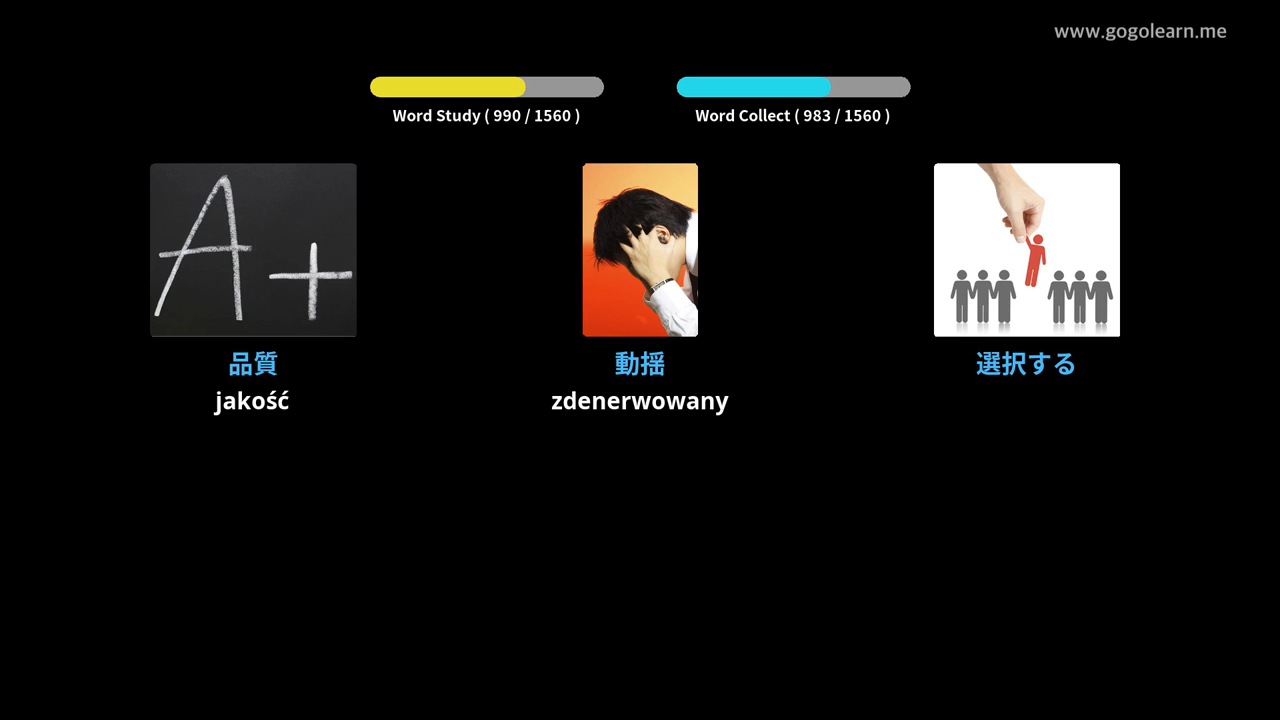 www.gogolearn.me
Word Study ( 990 / 1560 )
Word Collect ( 983 / 1560 )
A+
品質
動揺
選択する
jakość
zdenerwowany